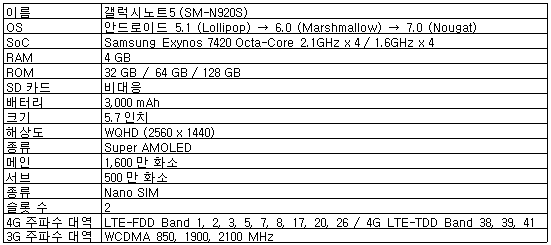 이름 갤럭시노트5 (SM-N920S)
OS 안드로이드 5.1 (Lollipop) → 6.0 (Marshmallow) → 7.0 (Nougat)
SoC Samsung Exynos 7420 Octa-Core 2.1GHz x 4 / 1.6GHz x 4
RAM 4 GB
ROM 32 GB / 64 GB / 128 GB
SD 카드 비대응
배터리 3,000 mAh
크기 5.7 인치
해상도 WQHD (2560 x 1440)
종류 Super AMOLED
메인 1,600 만 화소
서브 500 만 화소
종류 Nano SIM
슬롯 수 2
4G 주파수 대역 LTE-FDD Band 1, 2, 3, 5, 7, 8, 17, 20, 26 / 4G LTE-TDD Band 38, 39, 41
3G 주파수 대역 WCDMA 850, 1900, 2100 MHz